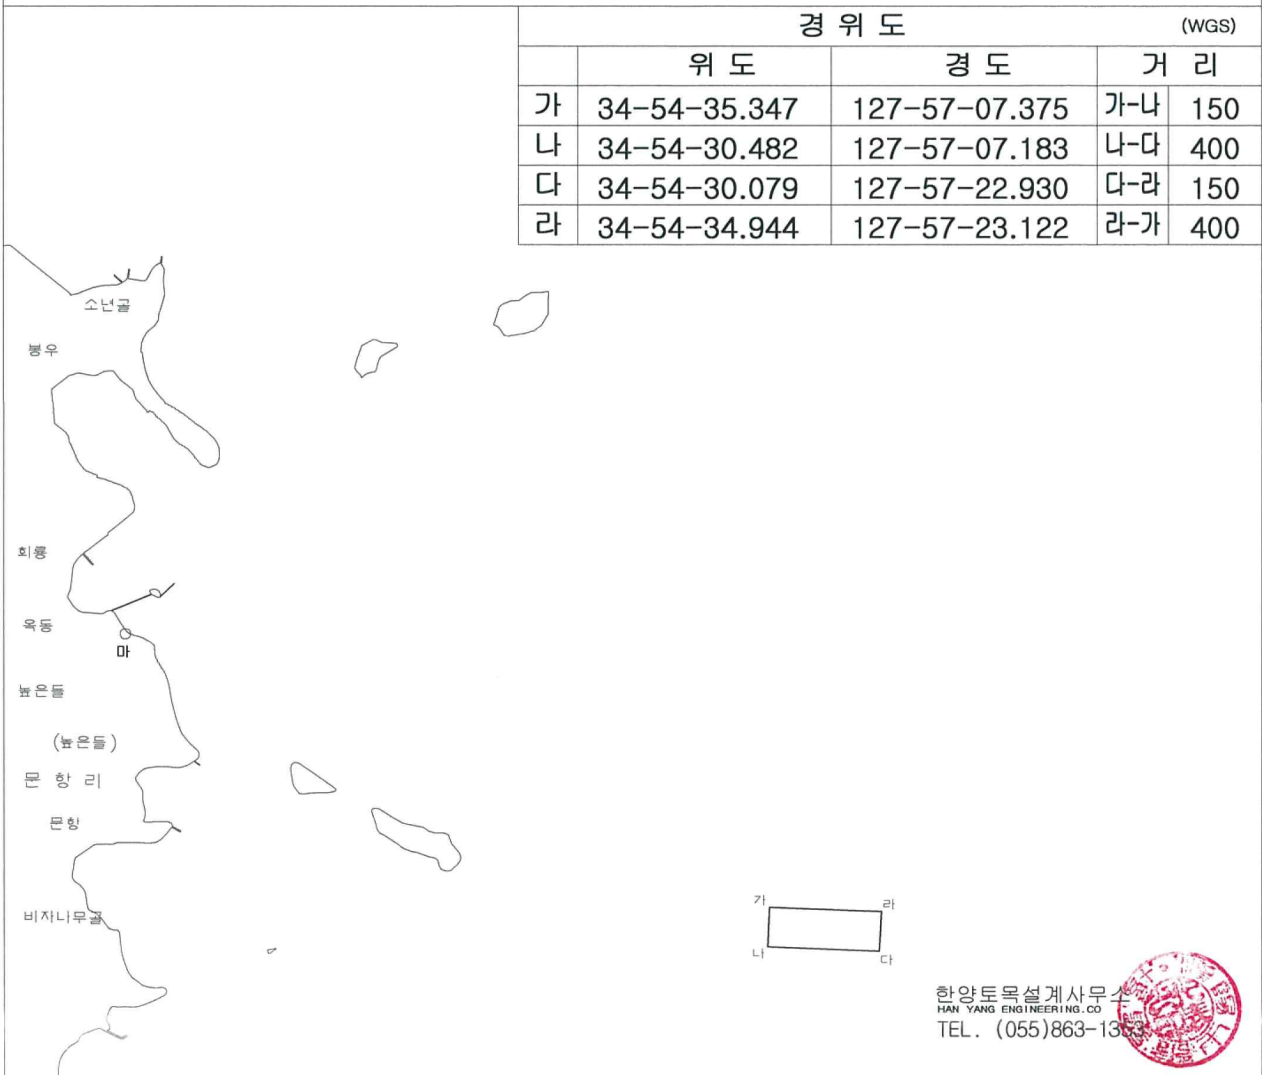 경 위 도 (WGS)
위 도 경 도 거 리
가 34-54-35.347 127-57-07.375 가-나 150
나 34-54-30.482 127-57-07.183 나-다 400
다 34-54-30.079 127-57-22.930 다-라 150
라 34-54-34.944 127-57-23.122 라-가 400
소년골
봉우
회룡
옥동
마
높은들
(높은들)
문 항 리
문항
비자나무골
가 라
나 다
한양토목설계사무소
HAN YANG ENGINEERING.CO
TEL. (055)863-1353